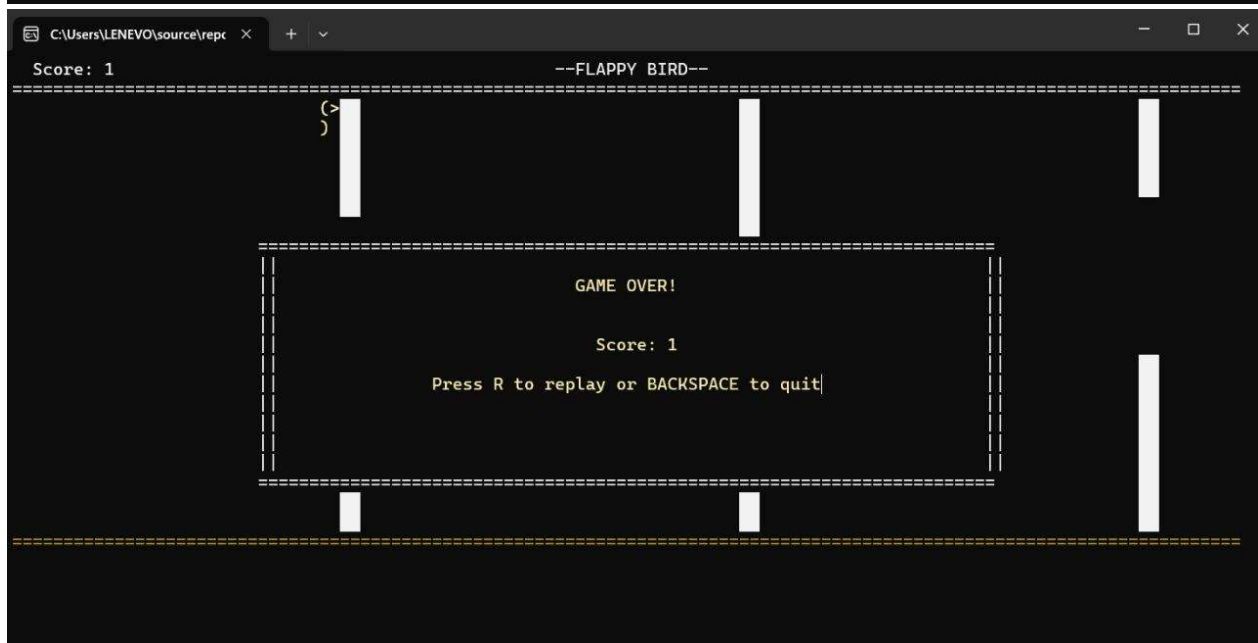 C:\Users\LENEVO\source\repc
Score: 1 --FLAPPY BIRD--
(>
)
GAME OVER!
Score: 1
Press R to replay or BACKSPACE to quit